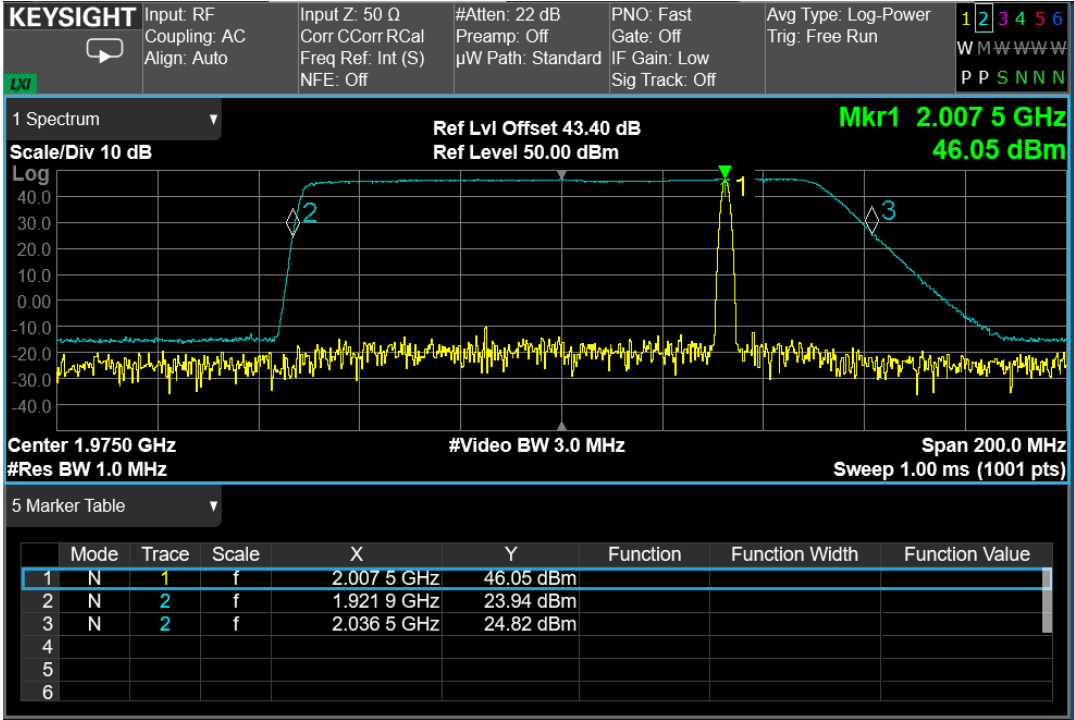 KEYSIGHT Input: RF Input Z: 50 Ω #Atten: 22 dB PNO: Fast Avg Type: Log-Power 1 2 3 4 5 6
Coupling: AC Corr CCorr RCal Preamp: Off Gate: Off Trig: Free Run
Align: Auto Freq Ref: Int (S) µW Path: Standard IF Gain: Low W M W W W W
NFE: Off Sig Track: Off
LXI P P S N N N
1 Spectrum Mkr1 2.007 5 GHz
Ref Lvl Offset 43.40 dB
Scale/Div 10 dB Ref Level 50.00 dBm 46.05 dBm
Log
40.0
30.0
20.0
10.0
0.00
-10.0
-20.0
-30.0
-40.0
1
2
3
Center 1.9750 GHz #Video BW 3.0 MHz Span 200.0 MHz
#Res BW 1.0 MHz Sweep 1.00 ms (1001 pts)
5 Marker Table
Mode Trace Scale X Y Function Function Width Function Value
1 N 1 f 2.007 5 GHz 46.05 dBm
2 N 2 f 1.921 9 GHz 23.94 dBm
3 N 2 f 2.036 5 GHz 24.82 dBm
4
5
6